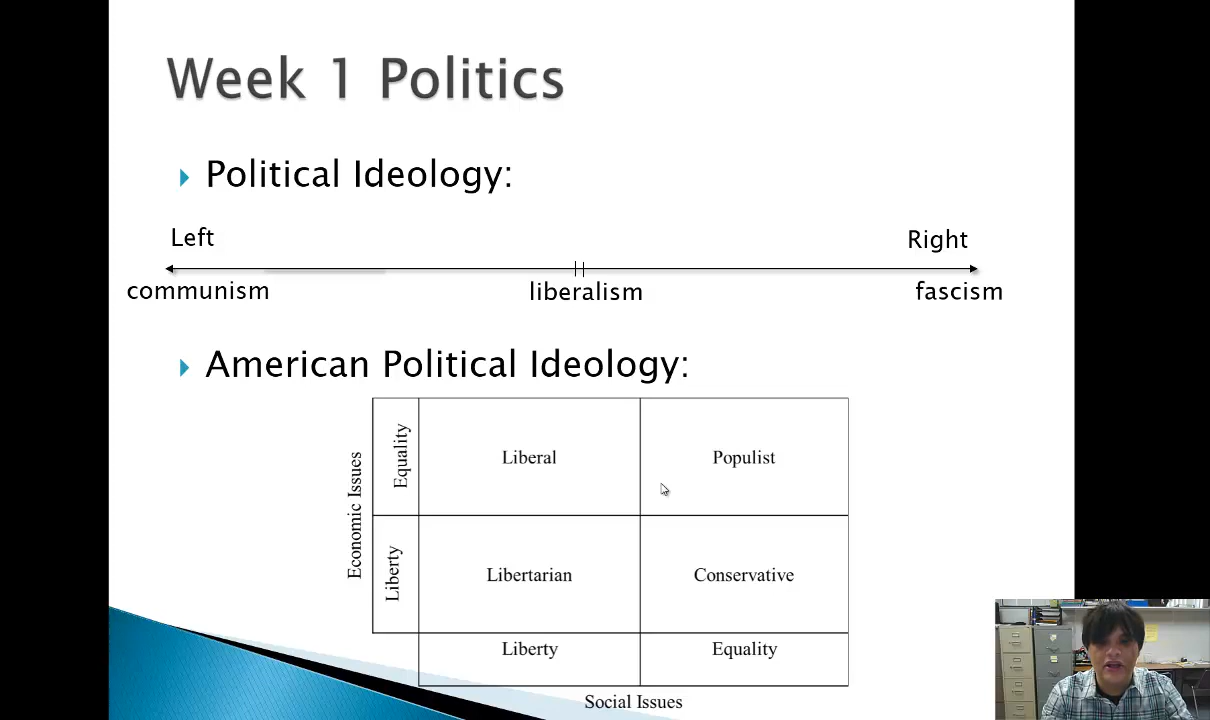 Week 1 Politics
Political Ideology:
Left
Right
communism
liberalism
fascism
American Political Ideology:
Economic Issues
Equality
Liberal
Populist
Liberty
Libertarian
Conservative
Liberty
Equality
Social Issues